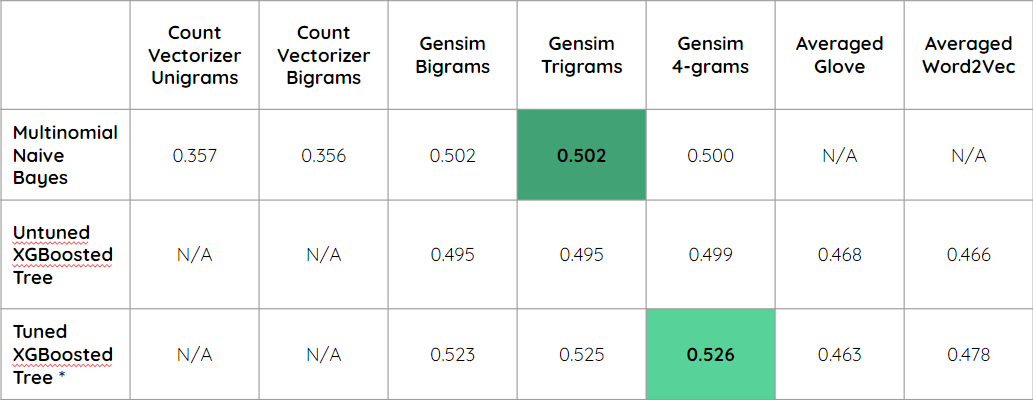 Count Vectorizer Unigrams
Count Vectorizer Bigrams
Gensim Bigrams
Gensim Trigrams
Gensim 4-grams
Averaged Glove
Averaged Word2Vec
Multinomial Naive Bayes
0.357
0.356
0.502
0.502
0.500
N/A
N/A
Untuned XGBoosted Tree
N/A
N/A
0.495
0.495
0.499
0.468
0.466
Tuned XGBoosted Tree *
N/A
N/A
0.523
0.525
0.526
0.463
0.478